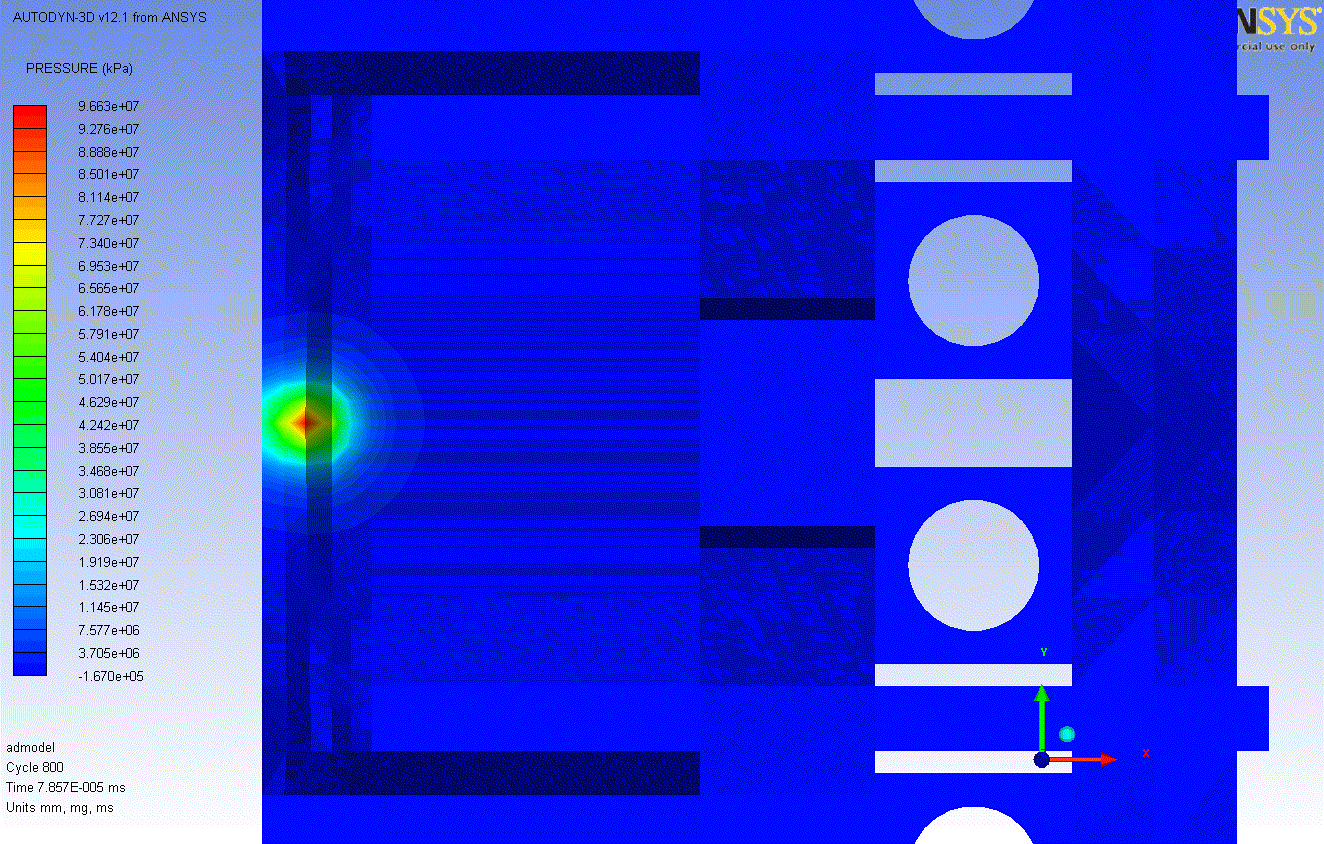 AUTODYN-3D v12.1 from ANSYS
NSYS
cial use only
PRESSURE (kPa)
9.663e+07
9.276e+07
8.888e+07
8.501e+07
8.114e+07
7.727e+07
7.340e+07
6.953e+07
6.565e+07
6.178e+07
5.791e+07
5.404e+07
5.017e+07
4.629e+07
4.242e+07
3.855e+07
3.468e+07
3.081e+07
2.694e+07
2.306e+07
1.919e+07
1.532e+07
1.145e+07
7.577e+06
3.705e+06
-1.670e+05
Y
X
admodel
Cycle 800
Time 7.857E-005 ms
Units mm, mg, ms